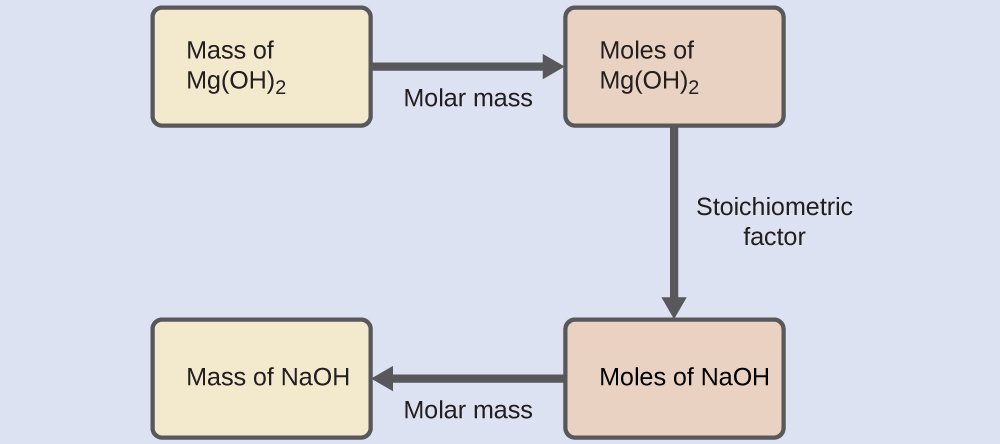 Mass of
Mg(OH)₂
Molar mass
Moles of
Mg(OH)₂
Stoichiometric
factor
Mass of NaOH
Molar mass
Moles of NaOH